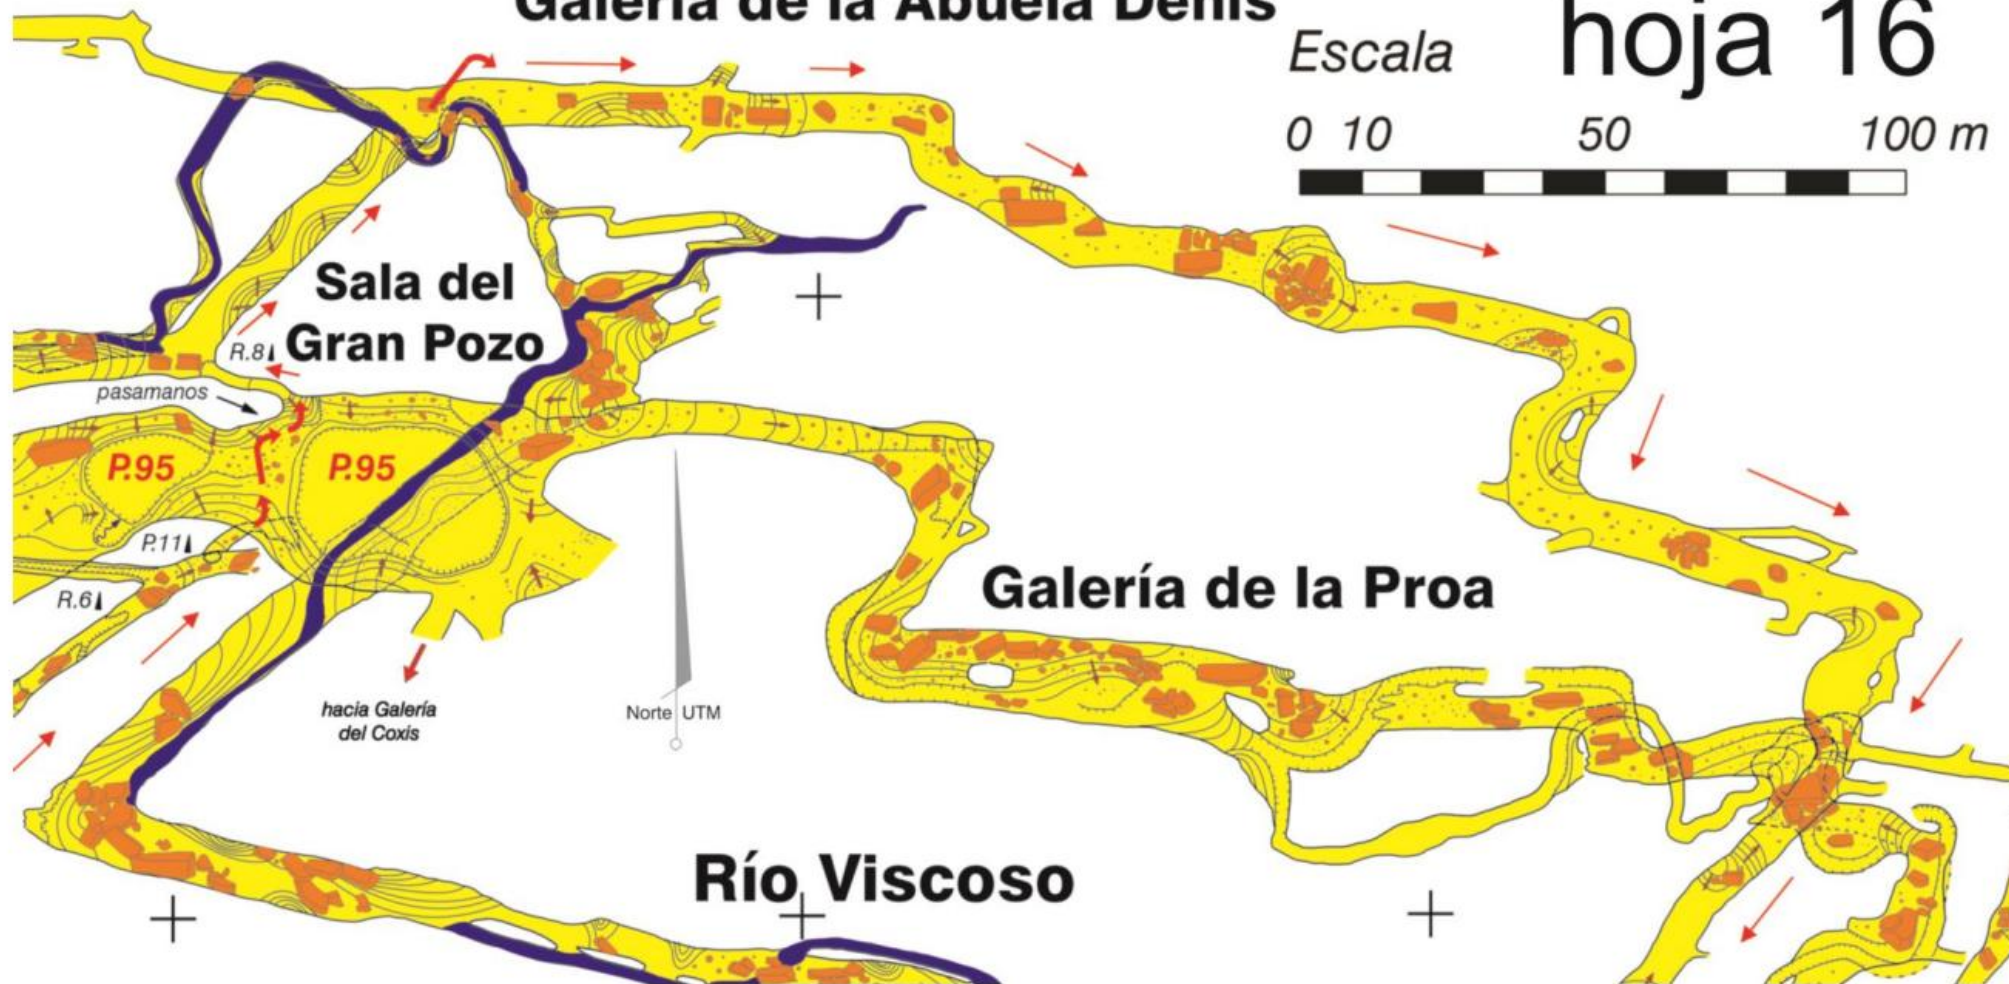 Galería de la Abuela Denis
Escala
hoja 16
0 10 50 100 m
Sala del
Gran Pozo
R.8
pasamanos
P.95
P.95
P.11
R.6
hacia Galería
del Coxis
Norte UTM
Galería de la Proa
Río Viscoso